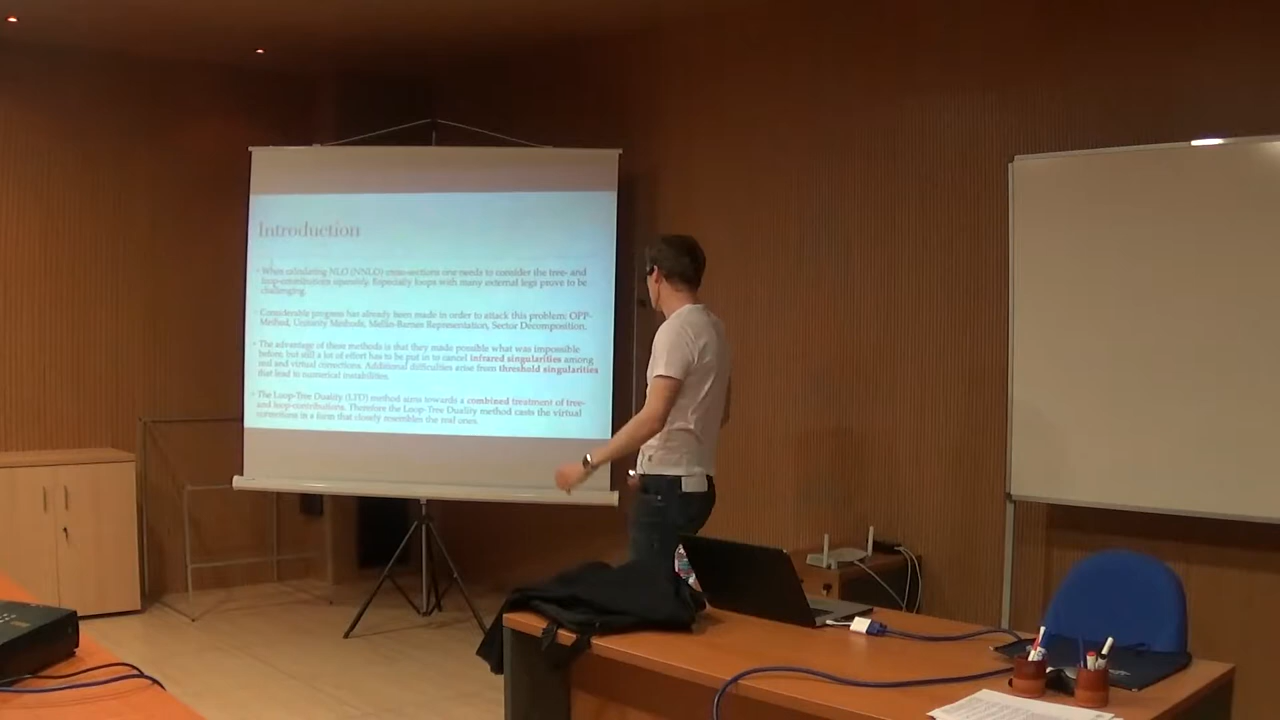 Introduction
When calculating NLO (NNLO) cross-sections one needs to consider the tree- and
loop-contributions separately. Especially loops with many external legs prove to be
challenging.
Considerable progress has already been made in order to attack this problem: OPP-
Method, Unitarity Methods, Mellin-Barnes Representation, Sector Decomposition.
The advantage of these methods is that they made possible what was impossible
before, but still a lot of effort has to be put in to cancel infrared singularities among
real and virtual corrections. Additional difficulties arise from threshold singularities
that lead to numerical instabilities.
The Loop-Tree Duality (LTD) method aims towards a combined treatment of tree-
and loop-contributions. Therefore the Loop-Tree Duality method casts the virtual
corrections in a form that closely resembles the real ones.